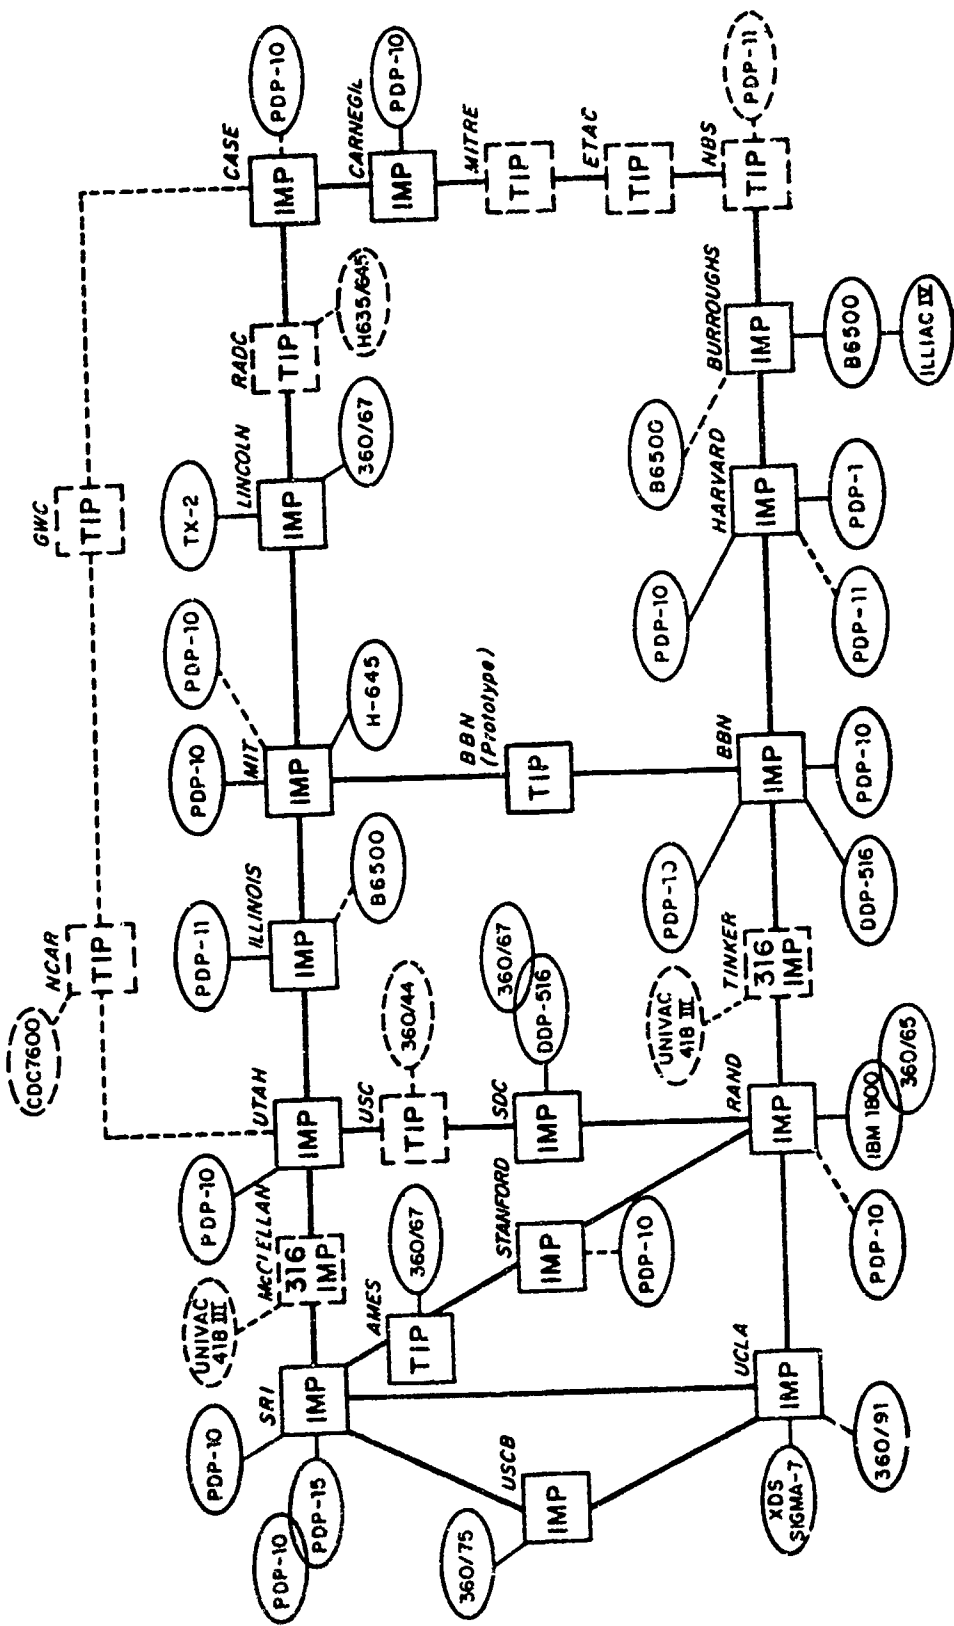 CDC7600
NCAR
TIP
GWC
TIP
UNIVAC
418 III
PDP-10
PDP-10
PDP-11
PDP-10
PDP-10
TX-2
SRI
IMP
McCLELLAN
316
IMP
UTAH
IMP
ILLINOIS
IMP
MIT
IMP
LINCOLN
IMP
RADC
TIP
CASE
IMP
PDP-10
PDP-10
PDP-15
H-645
B6500
360/67
H635/645
AMES
TIP
360/67
USC
TIP
360/44
CARNEGIE
IMP
PDP-10
360/75
USCB
IMP
STANFORD
IMP
PDP-10
SDC
IMP
360/67
DDP-516
BBN
(Prototype)
TIP
MITRE
TIP
ETAC
TIP
UNIVAC
418 III
PDP-10
PDP-10
B6500
UCLA
IMP
RAND
IMP
TINKER
316
IMP
BBN
IMP
HARVARD
IMP
BURROUGHS
IMP
NBS
TIP
PDP-11
XDS
SIGMA-7
360/91
PDP-10
IBM 1800
360/65
DDP-516
PDP-10
PDP-11
PDP-1
B6500
ILLIAC IV